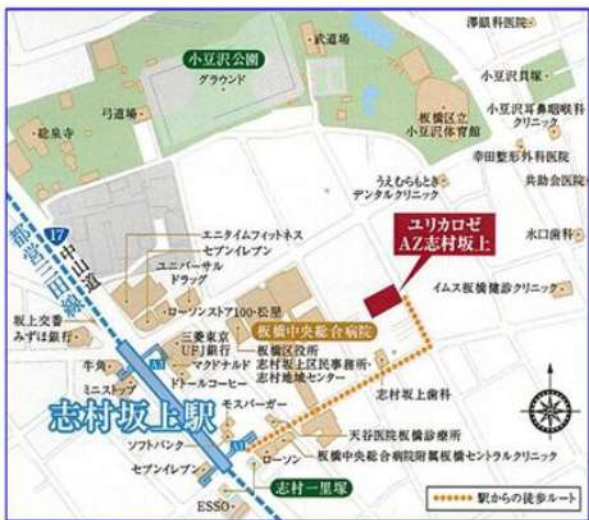 澤眼科医院
武道場
小豆沢公園
グラウンド
小豆沢貝塚
弓道場
板橋区立
小豆沢体育館
小豆沢耳鼻咽喉科
クリニック
総泉寺
幸田整形外科医院
うえむらもとき
デンタルクリニック
共助会医院
ユリカロゼ
AZ志村坂上
水口歯科
17
中山道
都営三田線
エニタイムフィットネス
セブンイレブン
ユニバーサル
ドラッグ
イムス板橋健診クリニック
ローソンストア100・松屋
坂上交番
みずほ銀行
三菱東京
UFJ銀行
板橋中央総合病院
板橋区役所
志村坂上区民事務所・
志村地域センター
牛角
A3
マクドナルド
ミニストップ
ドトールコーヒー
志村坂上歯科
志村坂上駅
モスバーガー
天谷医院板橋診療所
ソフトバンク
ローソン
板橋中央総合病院附属板橋セントラルクリニック
セブンイレブン
志村一里塚
ESSO
駅からの徒歩ルート